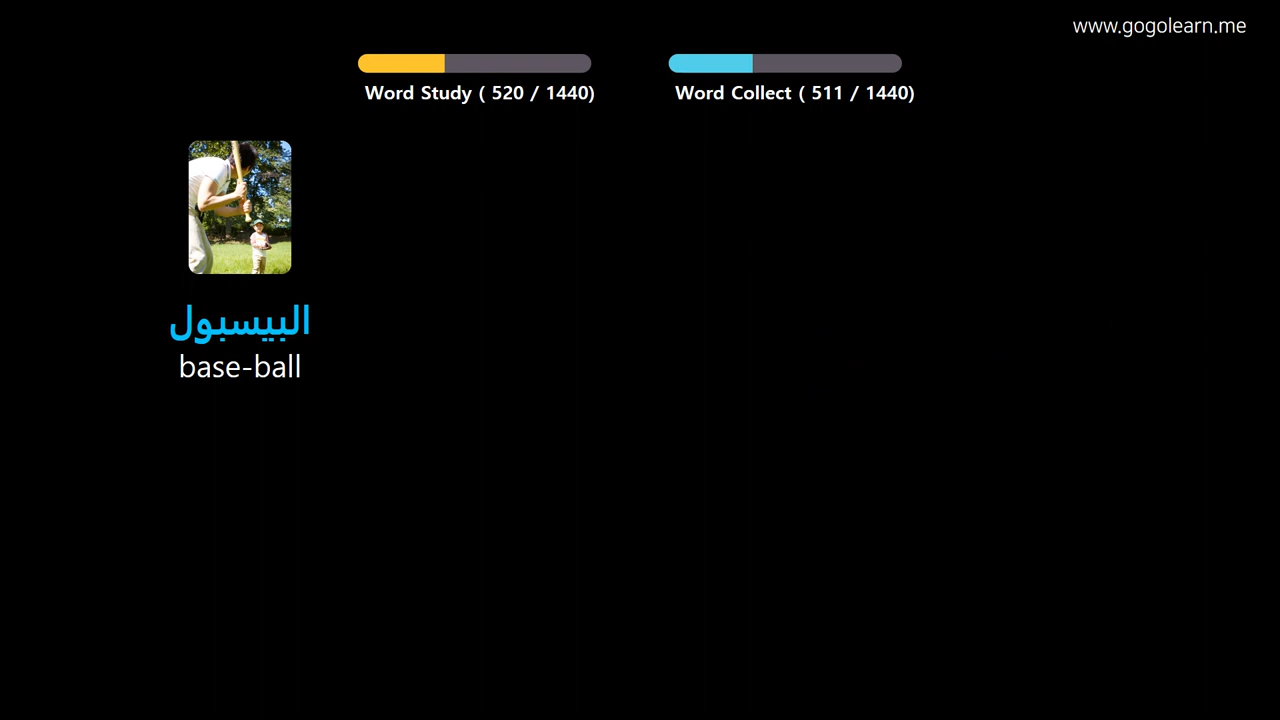 www.gogolearn.me
Word Study ( 520 / 1440)
Word Collect ( 511 / 1440)
البيسبول
base-ball